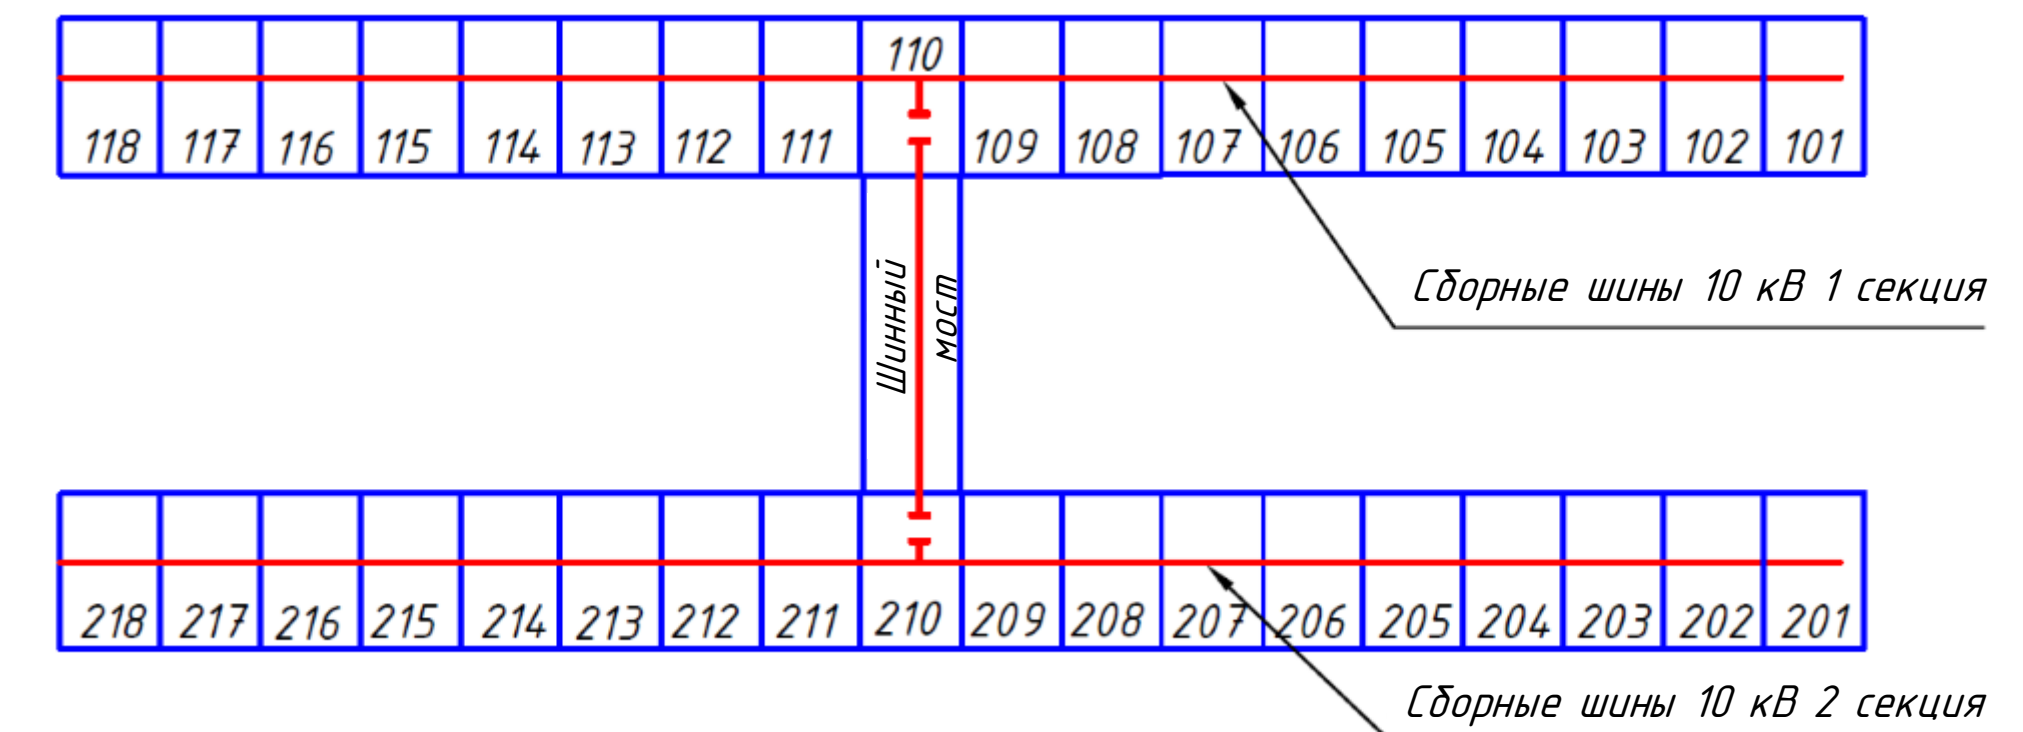 110
118 117 116 115 114 113 112 111 109 108 107 106 105 104 103 102 101
Шинный
мост
Сборные шины 10 кВ 1 секция
218 217 216 215 214 213 212 211 210 209 208 207 206 205 204 203 202 201
Сборные шины 10 кВ 2 секция